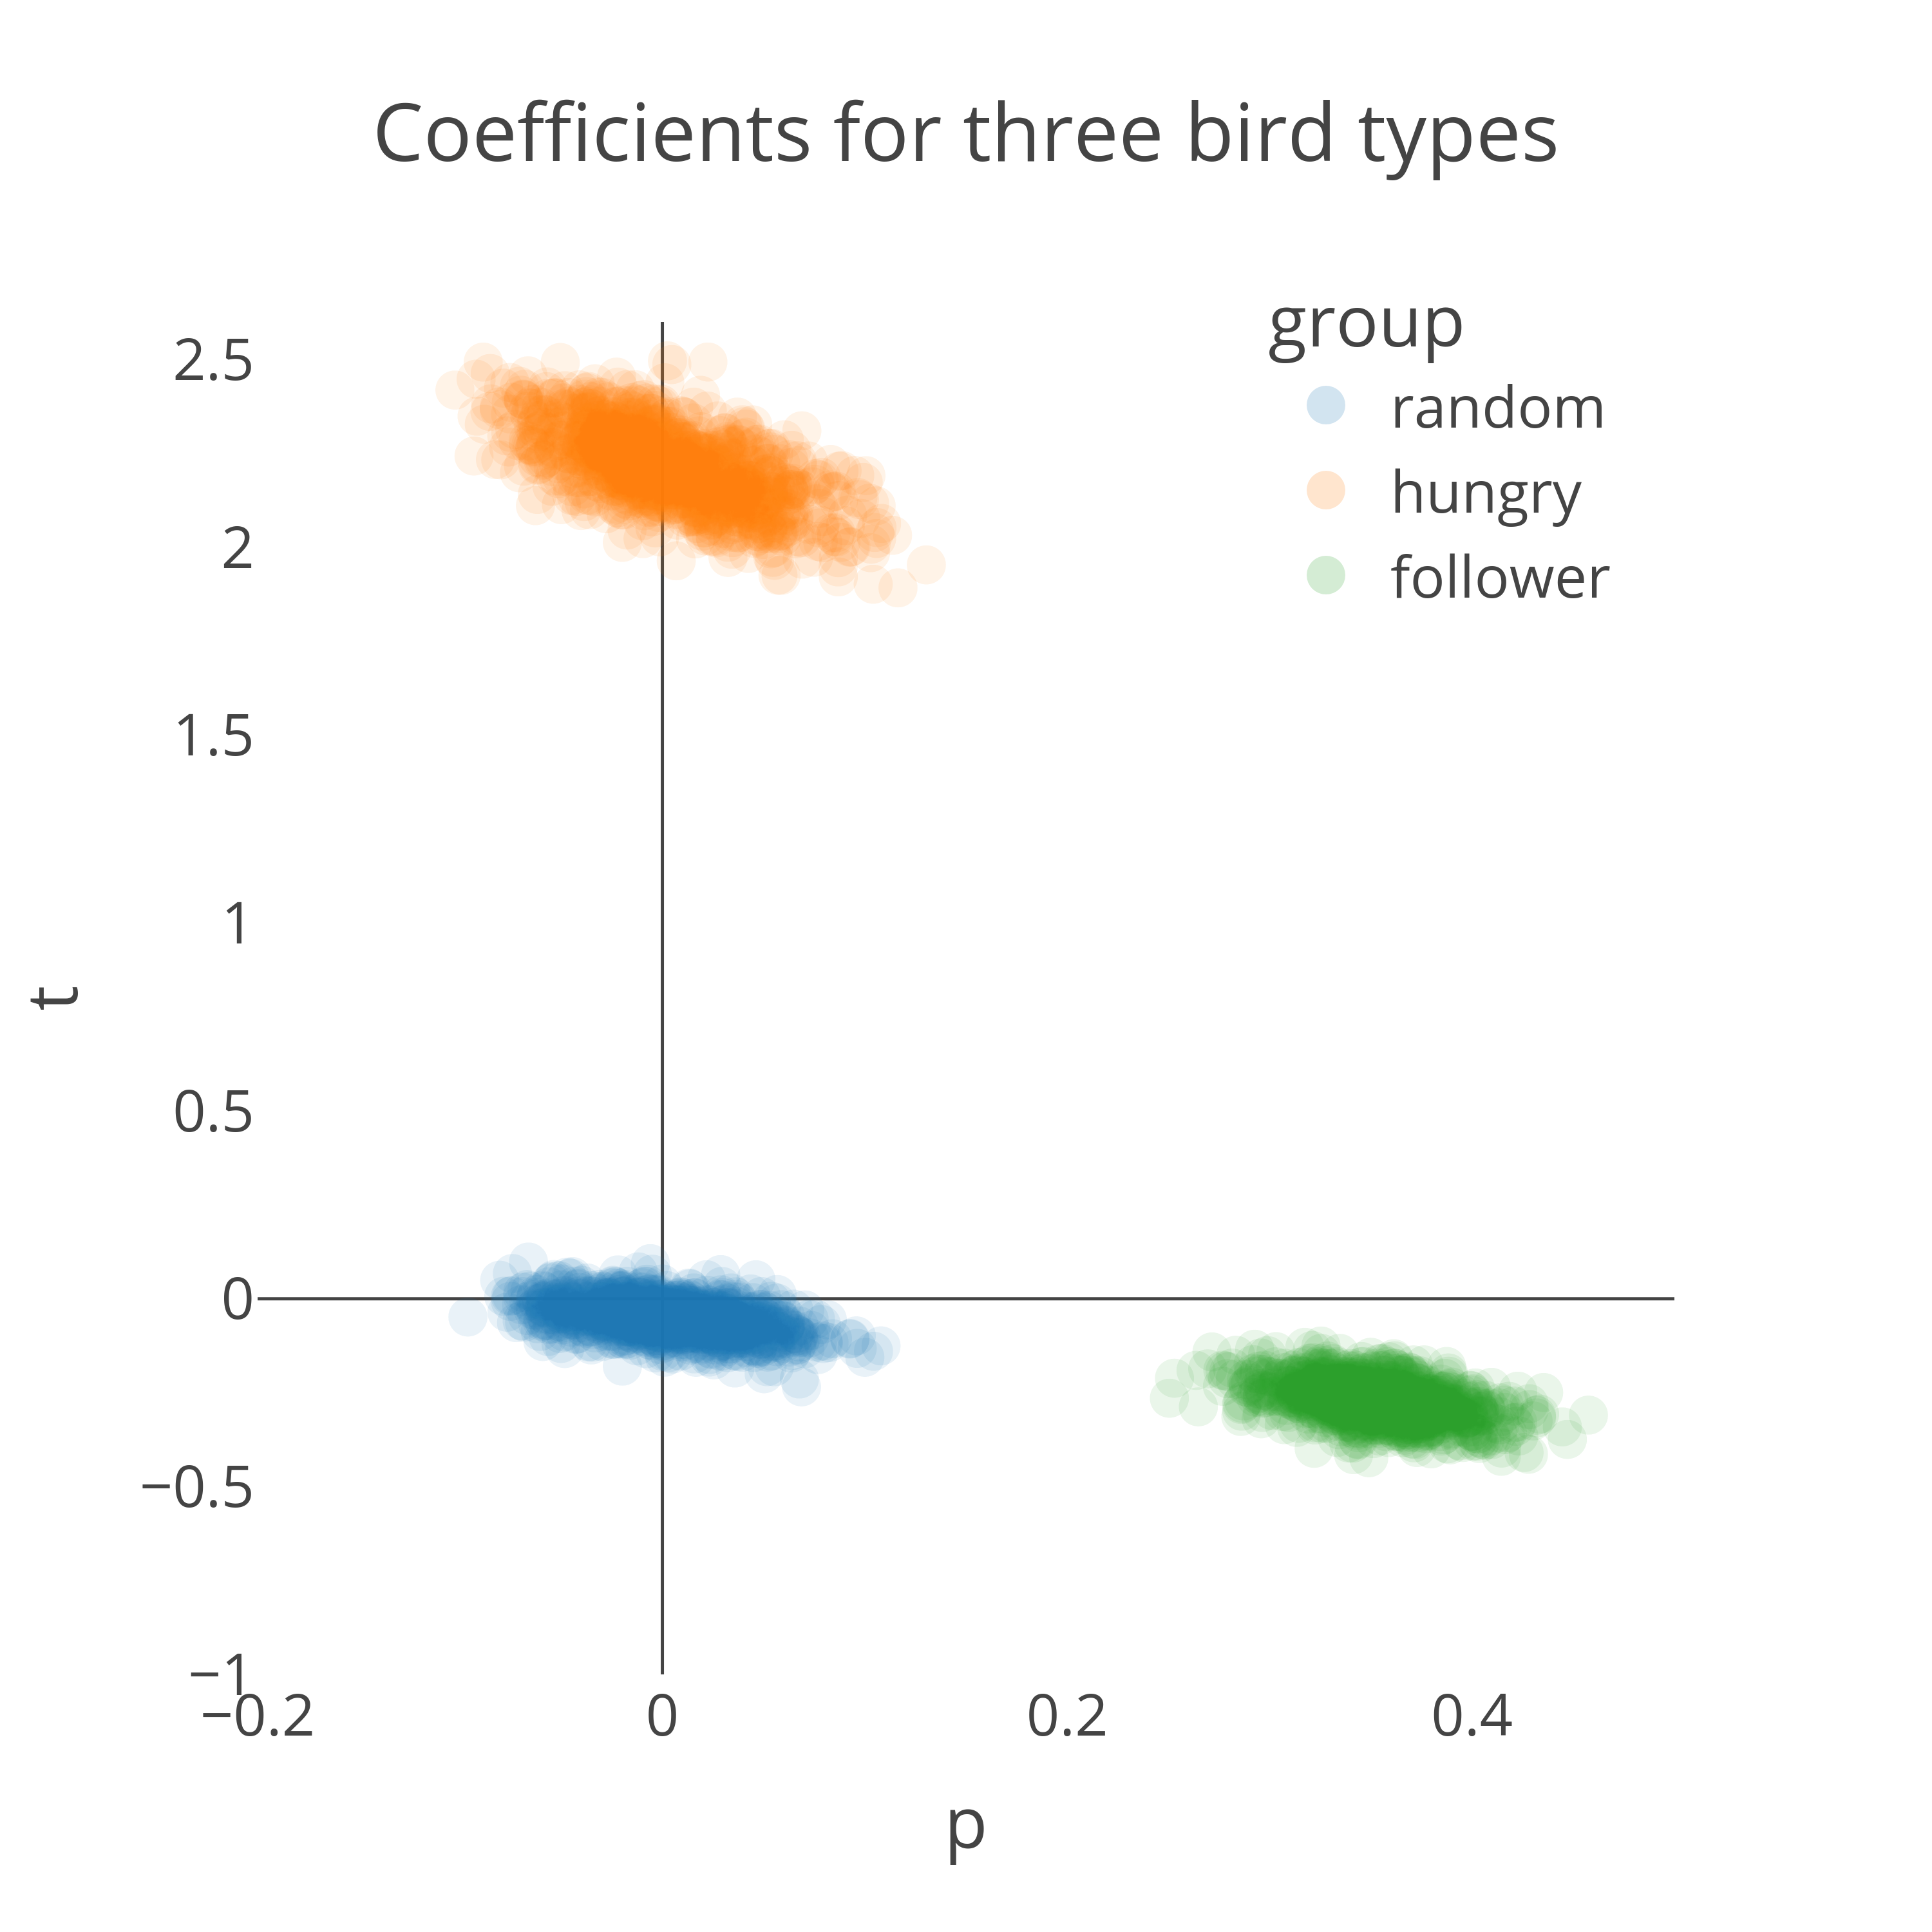 Coefficients for three bird types
group
random
hungry
follower
2.5
2
1.5
1
0.5
0
−0.5
−1
t
−0.2 0 0.2 0.4
p